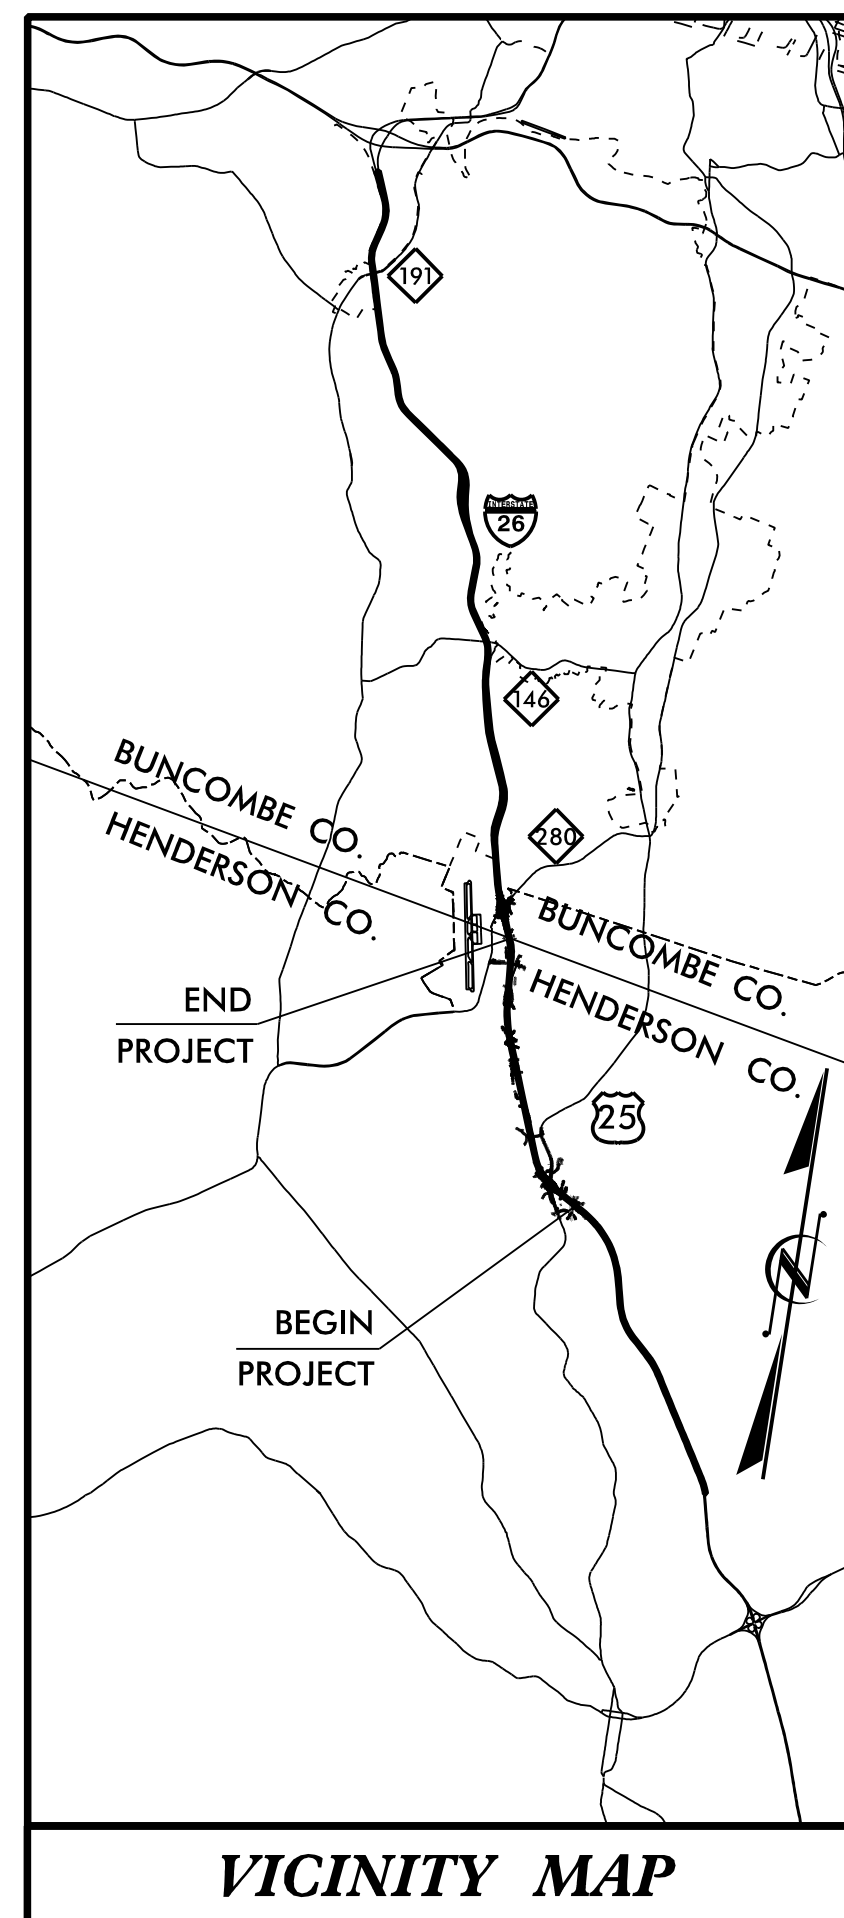 191
INTERSTATE
26
146
BUNCOMBE CO.
HENDERSON CO.
280
BUNCOMBE CO.
HENDERSON CO.
END
PROJECT
25
N
BEGIN
PROJECT
VICINITY MAP